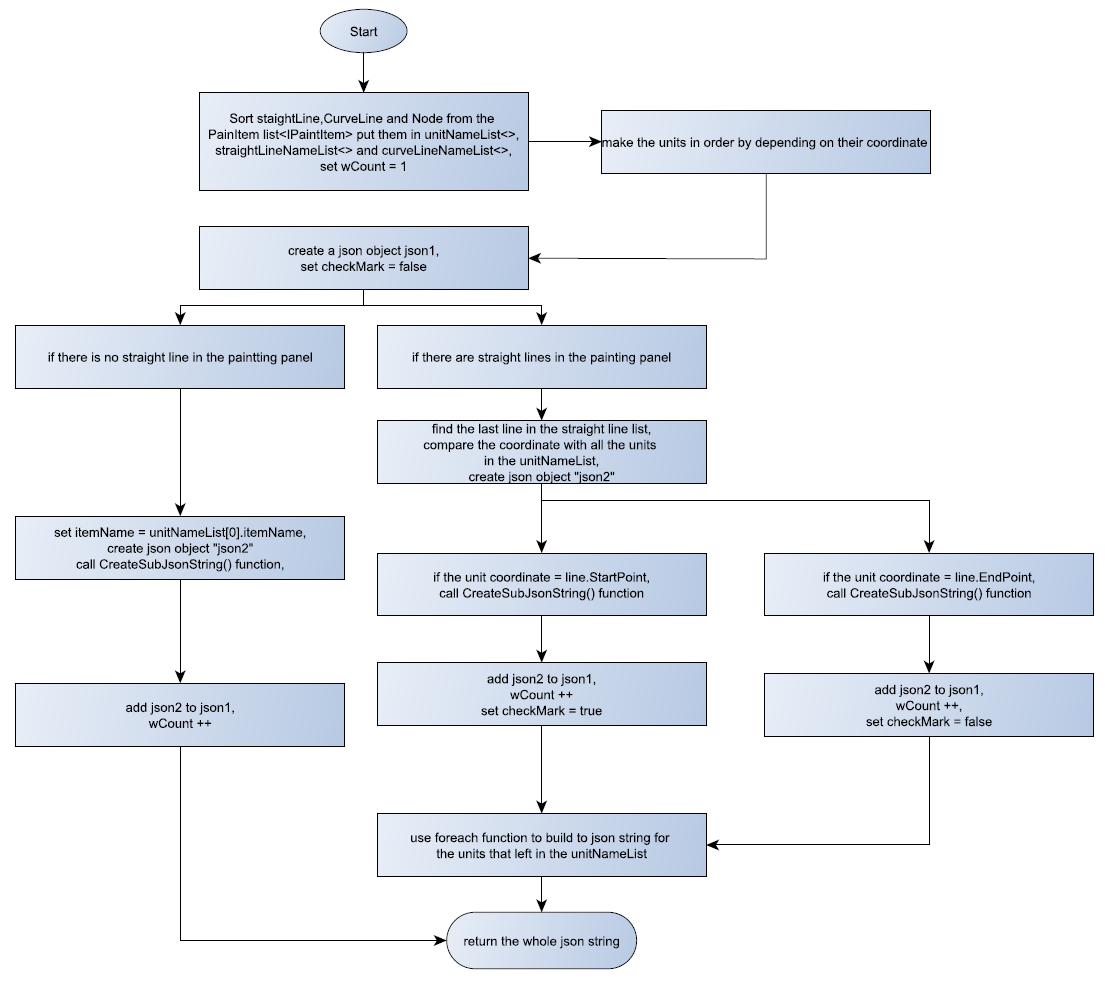 Start
Sort staightLine,CurveLine and Node from the
PainItem list<IPaintItem> put them in unitNameList<>,
straightLineNameList<> and curveLineNameList<>,
set wCount = 1
make the units in order by depending on their coordinate
create a json object json1,
set checkMark = false
if there is no straight line in the paintting panel
if there are straight lines in the painting panel
find the last line in the straight line list,
compare the coordinate with all the units
in the unitNameList,
create json object "json2"
set itemName = unitNameList[0].itemName,
create json object "json2"
call CreateSubJsonString() function,
if the unit coordinate = line.StartPoint,
call CreateSubJsonString() function
if the unit coordinate = line.EndPoint,
call CreateSubJsonString() function
add json2 to json1,
wCount ++
add json2 to json1,
wCount ++
set checkMark = true
add json2 to json1,
wCount ++,
set checkMark = false
use foreach function to build to json string for
the units that left in the unitNameList
return the whole json string